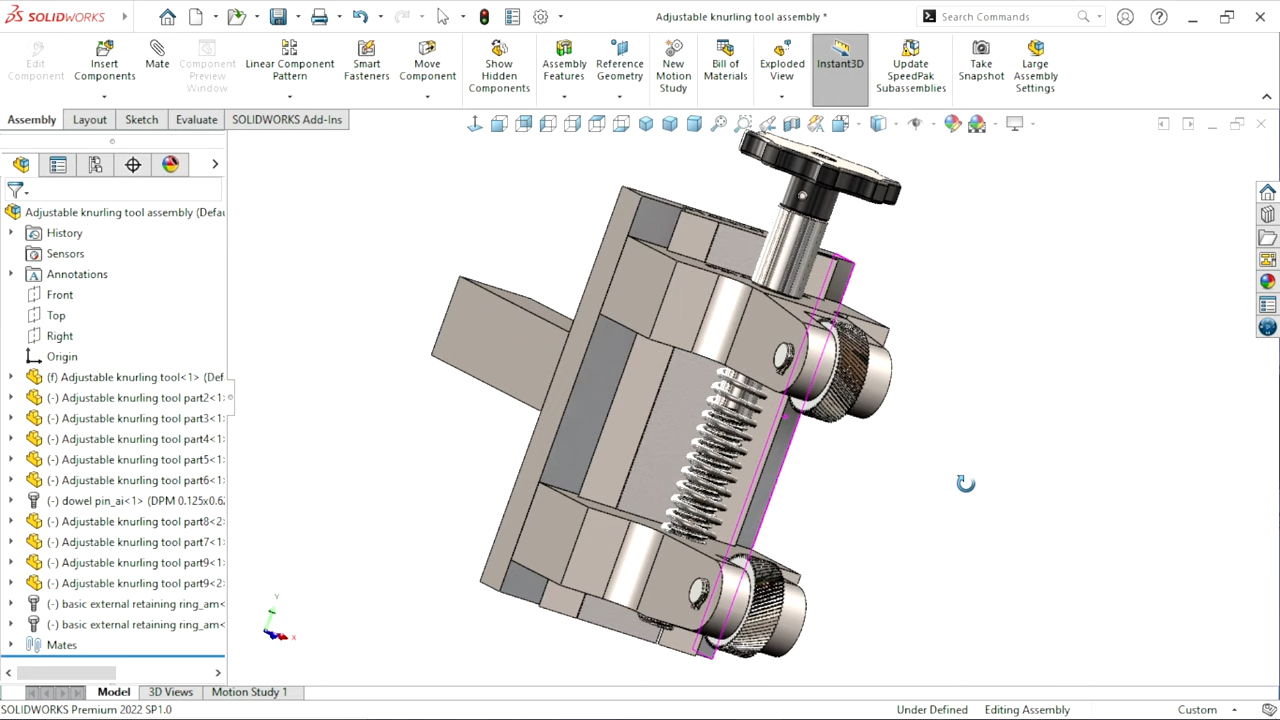 SOLIDWORKS
Adjustable knurling tool assembly *
Search Commands
Edit Component
Insert Components
Mate
Component Preview Window
Linear Component Pattern
Smart Fasteners
Move Component
Show Hidden Components
Assembly Features
Reference Geometry
New Motion Study
Bill of Materials
Exploded View
Instant3D
Update SpeedPak Subassemblies
Take Snapshot
Large Assembly Settings
Assembly
Layout
Sketch
Evaluate
SOLIDWORKS Add-Ins
Adjustable knurling tool assembly (Defau
History
Sensors
Annotations
Front
Top
Right
Origin
(f) Adjustable knurling tool<1> (Def
(-) Adjustable knurling tool part2<1>
(-) Adjustable knurling tool part3<1>
(-) Adjustable knurling tool part4<1>
(-) Adjustable knurling tool part5<1>
(-) Adjustable knurling tool part6<1>
(-) dowel pin_ai<1> (DPM 0.125x0.62
(-) Adjustable knurling tool part8<2>
(-) Adjustable knurling tool part7<1>
(-) Adjustable knurling tool part9<1>
(-) Adjustable knurling tool part9<2>
(-) basic external retaining ring_am<
(-) basic external retaining ring_am<
Mates
Y
X
Model
3D Views
Motion Study 1
SOLIDWORKS Premium 2022 SP1.0
Under Defined
Editing Assembly
Custom